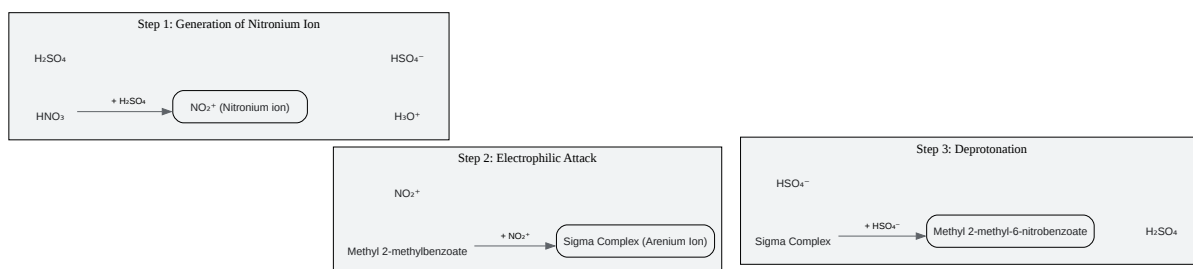 Step 1: Generation of Nitronium Ion
H₂SO₄
HSO₄⁻
+ H₂SO₄
HNO₃
NO₂⁺ (Nitronium ion)
H₃O⁺
Step 2: Electrophilic Attack
NO₂⁺
+ NO₂⁺
Methyl 2-methylbenzoate
Sigma Complex (Arenium Ion)
Step 3: Deprotonation
HSO₄⁻
+ HSO₄⁻
Sigma Complex
Methyl 2-methyl-6-nitrobenzoate
H₂SO₄